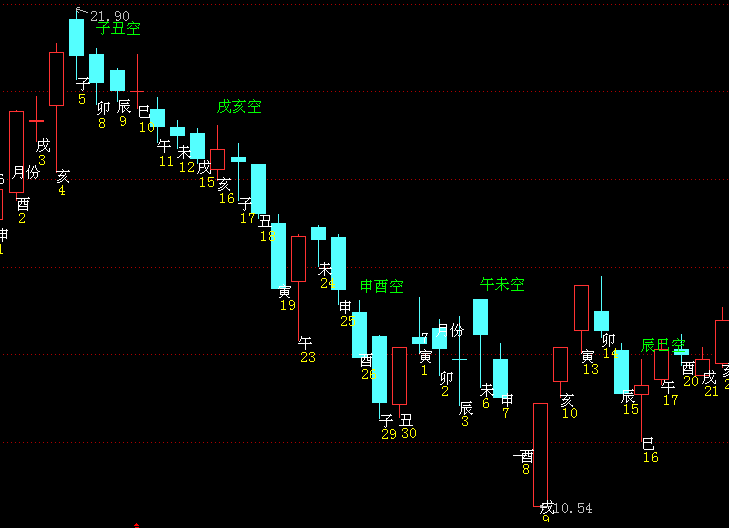 21.90
子丑空
子
5
卯
8
辰
9
巳
10
戌
3
月份
亥
4
酉
2
申
1
午
11
未
12
戌亥空
戌
15
亥
16
子
17
丑
18
寅
19
午
23
未
24
申
25
申酉空
酉
26
子
29
丑
30
7 月份
寅
1
卯
2
辰
3
午未空
未
6
申
7
酉
8
戌
9
10.54
亥
10
寅
13
卯
14
辰
15
辰巳空
巳
16
午
17
酉
20
戌
21
亥
2